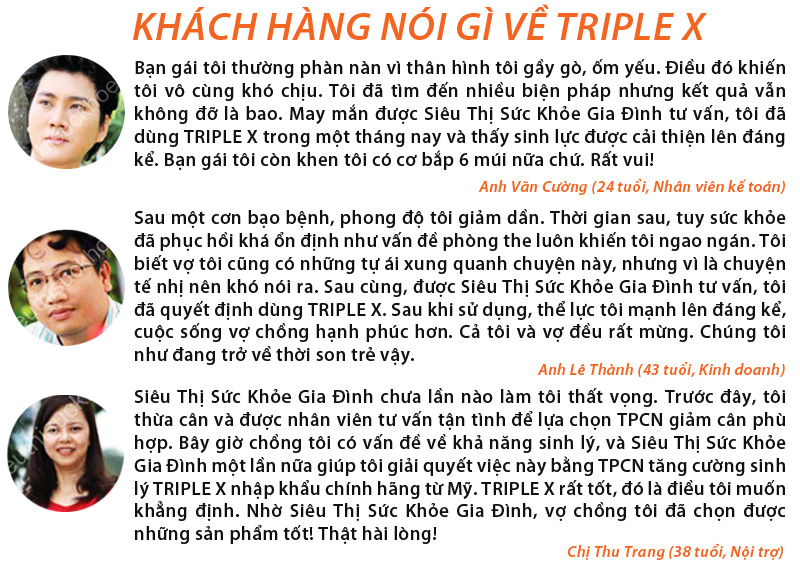 KHÁCH HÀNG NÓI GÌ VỀ TRIPLE X
Bạn gái tôi thường phàn nàn vì thân hình tôi gầy gò, ốm yếu. Điều đó khiến
tôi vô cùng khó chịu. Tôi đã tìm đến nhiều biện pháp nhưng kết quả vẫn
không đỡ là bao. May mắn được Siêu Thị Sức Khỏe Gia Đình tư vấn, tôi đã
dùng TRIPLE X trong một tháng nay và thấy sinh lực được cải thiện lên đáng
kể. Bạn gái tôi còn khen tôi có cơ bắp 6 múi nữa chứ. Rất vui!
Anh Văn Cường (24 tuổi, Nhân viên kế toán)
Sau một cơn bạo bệnh, phong độ tôi giảm dần. Thời gian sau, tuy sức khỏe
đã phục hồi khá ổn định như vấn đề phòng the luôn khiến tôi ngao ngán. Tôi
biết vợ tôi cũng có những tự ái xung quanh chuyện này, nhưng vì là chuyện
tế nhị nên khó nói ra. Sau cùng, được Siêu Thị Sức Khỏe Gia Đình tư vấn, tôi
đã quyết định dùng TRIPLE X. Sau khi sử dụng, thể lực tôi mạnh lên đáng kể,
cuộc sống vợ chồng hạnh phúc hơn. Cả tôi và vợ đều rất mừng. Chúng tôi
như đang trở về thời son trẻ vậy.
Anh Lê Thành (43 tuổi, Kinh doanh)
Siêu Thị Sức Khỏe Gia Đình chưa lần nào làm tôi thất vọng. Trước đây, tôi
thừa cân và được nhân viên tư vấn tận tình để lựa chọn TPCN giảm cân phù
hợp. Bây giờ chồng tôi có vấn đề về khả năng sinh lý, và Siêu Thị Sức Khỏe
Gia Đình một lần nữa giúp tôi giải quyết việc này bằng TPCN tăng cường sinh
lý TRIPLE X nhập khẩu chính hãng từ Mỹ. TRIPLE X rất tốt, đó là điều tôi muốn
khẳng định. Nhờ Siêu Thị Sức Khỏe Gia Đình, vợ chồng tôi đã chọn được
những sản phẩm tốt! Thật hài lòng!
Chị Thu Trang (38 tuổi, Nội trợ)